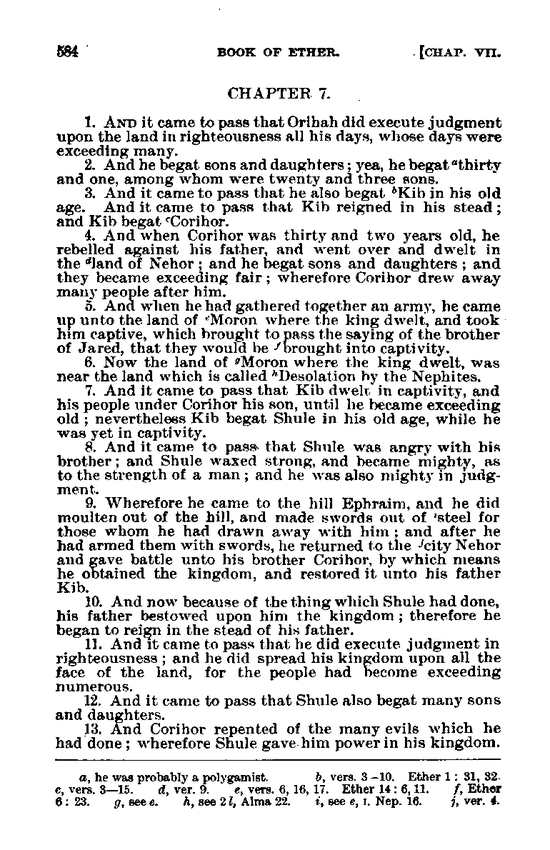 584 BOOK OF ETHER. [CHAP. VII.
CHAPTER 7.
1. AND it came to pass that Orihah did execute judgment
upon the land in righteousness all his days, whose days were
exceeding many.
2. And he begat sons and daughters; yea, he begat ᵃthirty
and one, among whom were twenty and three sons.
3. And it came to pass that he also begat ᵇKib in his old
age. And it came to pass that Kib reigned in his stead;
and Kib begat ᶜCorihor.
4. And when Corihor was thirty and two years old, he
rebelled against his father, and went over and dwelt in
the ᵈland of Nehor; and he begat sons and daughters; and
they became exceeding fair; wherefore Corihor drew away
many people after him.
5. And when he had gathered together an army, he came
up unto the land of ᵉMoron where the king dwelt, and took
him captive, which brought to pass the saying of the brother
of Jared, that they would be ᶠbrought into captivity.
6. Now the land of ᵍMoron where the king dwelt, was
near the land which is called ʰDesolation by the Nephites.
7. And it came to pass that Kib dwelt in captivity, and
his people under Corihor his son, until he became exceeding
old; nevertheless Kib begat Shule in his old age, while he
was yet in captivity.
8. And it came to pass that Shule was angry with his
brother; and Shule waxed strong, and became mighty, as
to the strength of a man; and he was also mighty in judg-
ment.
9. Wherefore he came to the hill Ephraim, and he did
moulten out of the hill, and made swords out of ⁱsteel for
those whom he had drawn away with him; and after he
had armed them with swords, he returned to the ʲcity Nehor
and gave battle unto his brother Corihor, by which means
he obtained the kingdom, and restored it unto his father
Kib.
10. And now because of the thing which Shule had done,
his father bestowed upon him the kingdom; therefore he
began to reign in the stead of his father.
11. And it came to pass that he did execute judgment in
righteousness; and he did spread his kingdom upon all the
face of the land, for the people had become exceeding
numerous.
12. And it came to pass that Shule also begat many sons
and daughters.
13. And Corihor repented of the many evils which he
had done; wherefore Shule gave him power in his kingdom.
a, he was probably a polygamist. b, vers. 3–10. Ether 1: 31, 32.
c, vers. 3—15. d, ver. 9. e, vers. 6, 16, 17. Ether 14: 6, 11. f, Ether
6: 23. g, see e. h, see 2 l, Alma 22. i, see e, I. Nep. 16. j, ver. 4.